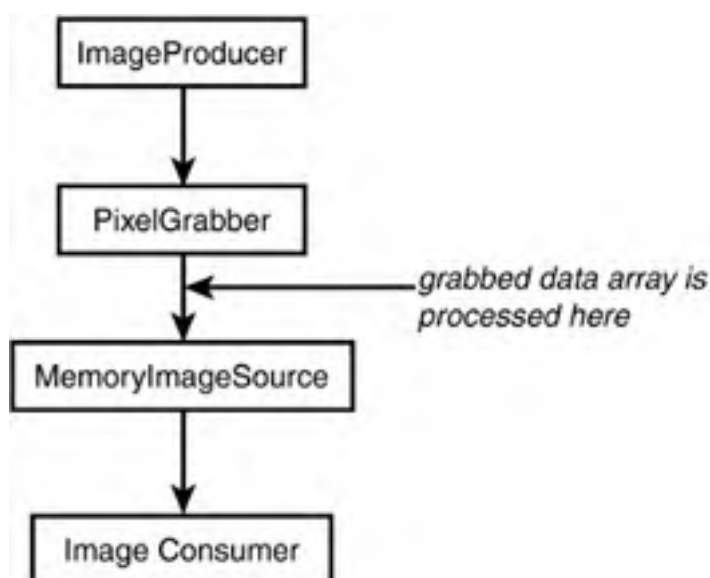 ImageProducer
PixelGrabber
grabbed data array is
processed here
MemoryImageSource
Image Consumer